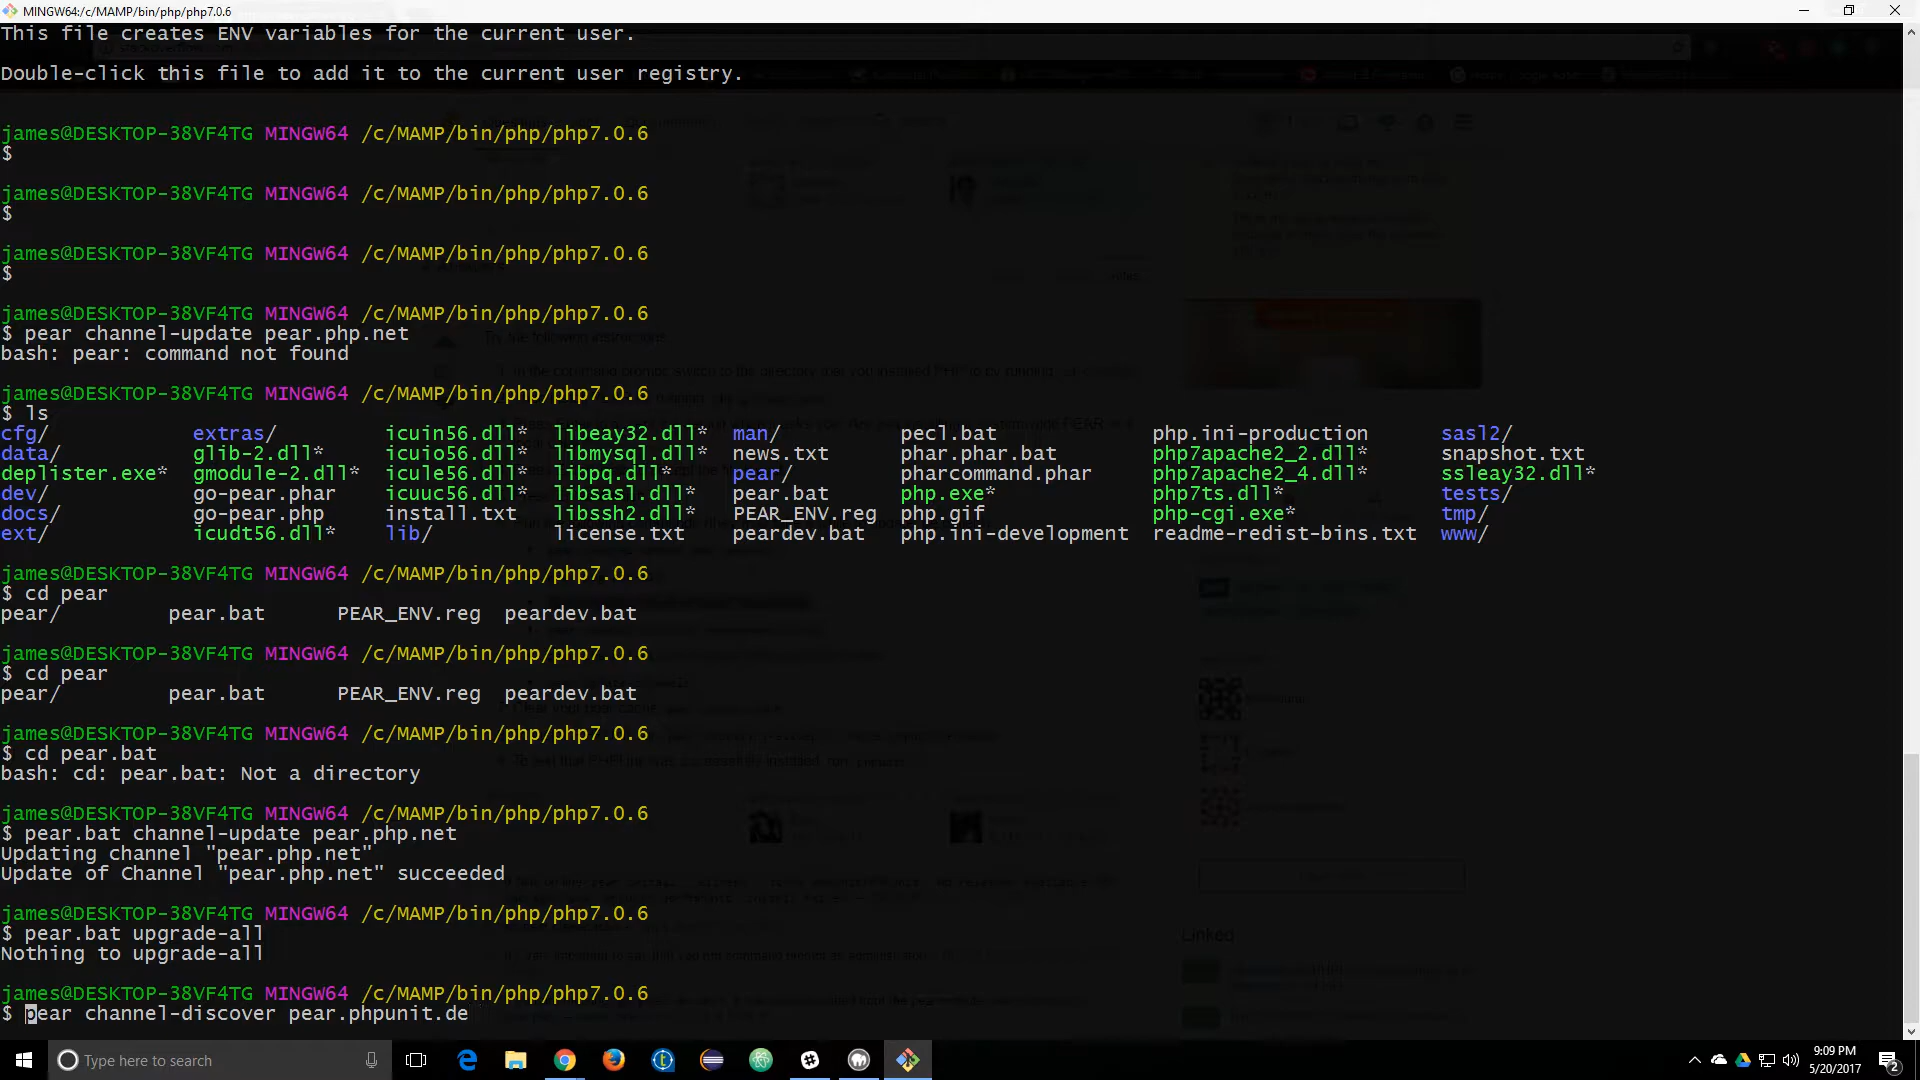 MINGW64:/c/MAMP/bin/php/php7.0.6
This file creates ENV variables for the current user.
Double-click this file to add it to the current user registry.
james@DESKTOP-38VF4TG MINGW64 /c/MAMP/bin/php/php7.0.6
$
james@DESKTOP-38VF4TG MINGW64 /c/MAMP/bin/php/php7.0.6
$
james@DESKTOP-38VF4TG MINGW64 /c/MAMP/bin/php/php7.0.6
$
james@DESKTOP-38VF4TG MINGW64 /c/MAMP/bin/php/php7.0.6
$ pear channel-update pear.php.net
bash: pear: command not found
james@DESKTOP-38VF4TG MINGW64 /c/MAMP/bin/php/php7.0.6
$ ls
cfg/ extras/ icuin56.dll* libeay32.dll* man/ pecl.bat php.ini-production sasl2/
data/ glib-2.dll* icuio56.dll* libmysql.dll* news.txt phar.phar.bat php7apache2_2.dll* snapshot.txt
deplister.exe* gmodule-2.dll* icule56.dll* libpq.dll* pear/ pharcommand.phar php7apache2_4.dll* ssleay32.dll*
dev/ go-pear.phar icuuc56.dll* libsasl.dll* pear.bat php.exe* php7ts.dll* tests/
docs/ go-pear.php install.txt libssh2.dll* PEAR_ENV.reg php.gif php-cgi.exe* tmp/
ext/ icudt56.dll* lib/ license.txt peardev.bat php.ini-development readme-redist-bins.txt www/
james@DESKTOP-38VF4TG MINGW64 /c/MAMP/bin/php/php7.0.6
$ cd pear
pear/ pear.bat PEAR_ENV.reg peardev.bat
james@DESKTOP-38VF4TG MINGW64 /c/MAMP/bin/php/php7.0.6
$ cd pear
pear/ pear.bat PEAR_ENV.reg peardev.bat
james@DESKTOP-38VF4TG MINGW64 /c/MAMP/bin/php/php7.0.6
$ cd pear.bat
bash: cd: pear.bat: Not a directory
james@DESKTOP-38VF4TG MINGW64 /c/MAMP/bin/php/php7.0.6
$ pear.bat channel-update pear.php.net
Updating channel "pear.php.net"
Update of Channel "pear.php.net" succeeded
james@DESKTOP-38VF4TG MINGW64 /c/MAMP/bin/php/php7.0.6
$ pear.bat upgrade-all
Nothing to upgrade-all
james@DESKTOP-38VF4TG MINGW64 /c/MAMP/bin/php/php7.0.6
$ pear channel-discover pear.phpunit.de
Linked
Type here to search
9:09 PM
5/20/2017
2